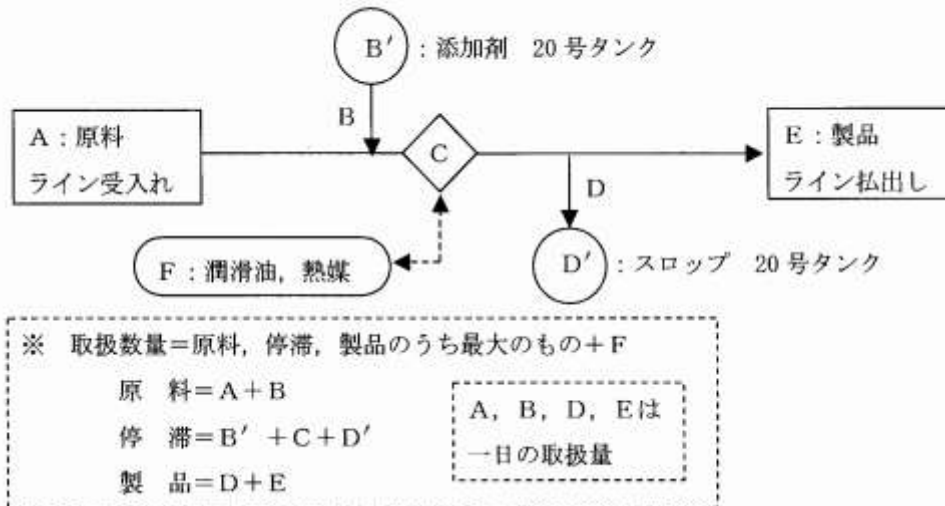 B′ : 添加剤 20 号タンク
B
A : 原料
ライン受入れ
C
E : 製品
ライン払出し
D
F : 潤滑油, 熱媒
D′ : スロップ 20 号タンク
※ 取扱数量=原料, 停滞, 製品のうち最大のもの+F
原 料=A+B
停 滞=B′ +C+D′
製 品=D+E
A, B, D, Eは
一日の取扱量